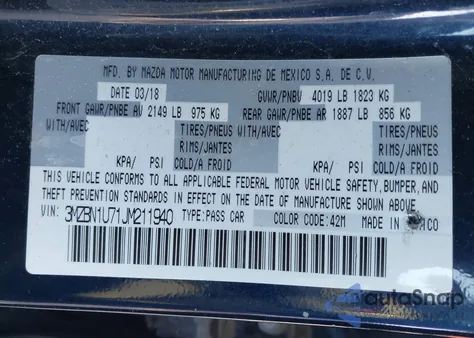 MFD. BY MAZDA MOTOR MANUFACTURING DE MEXICO S.A. DE C.V.
DATE 03/18 GVWR/PNBV 4019 LB 1823 KG
FRONT GAWR/PNBE AV 2149 LB 975 KG REAR GAWR/PNBE AR 1887 LB 856 KG
WITH/AVEC TIRES/PNEUS WITH/AVEC TIRES/PNEUS
RIMS/JANTES RIMS/JANTES
KPA/ PSI COLD/A FROID KPA/ PSI COLD/A FROID
THIS VEHICLE CONFORMS TO ALL APPLICABLE FEDERAL MOTOR VEHICLE SAFETY, BUMPER, AND
THEFT PREVENTION STANDARDS IN EFFECT ON THE DATE OF MANUFACTURE SHOWN ABOVE.
VIN: 3MZBN1U71JM211940 TYPE:PASS CAR COLOR CODE: 42M MADE IN MEXICO
autoSnap